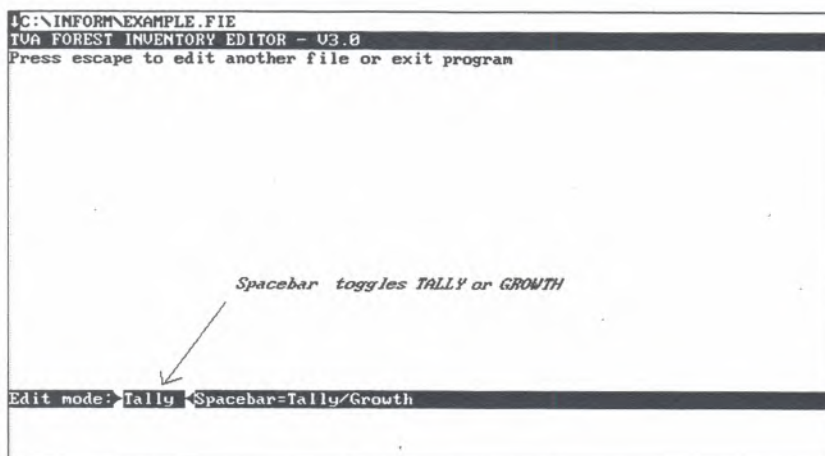 ↓C:\INFORM\EXAMPLE.FIE
TVA FOREST INVENTORY EDITOR - V3.0
Press escape to edit another file or exit program
Spacebar toggles TALLY or GROWTH
Edit mode:►Tally ◄Spacebar=Tally/Growth